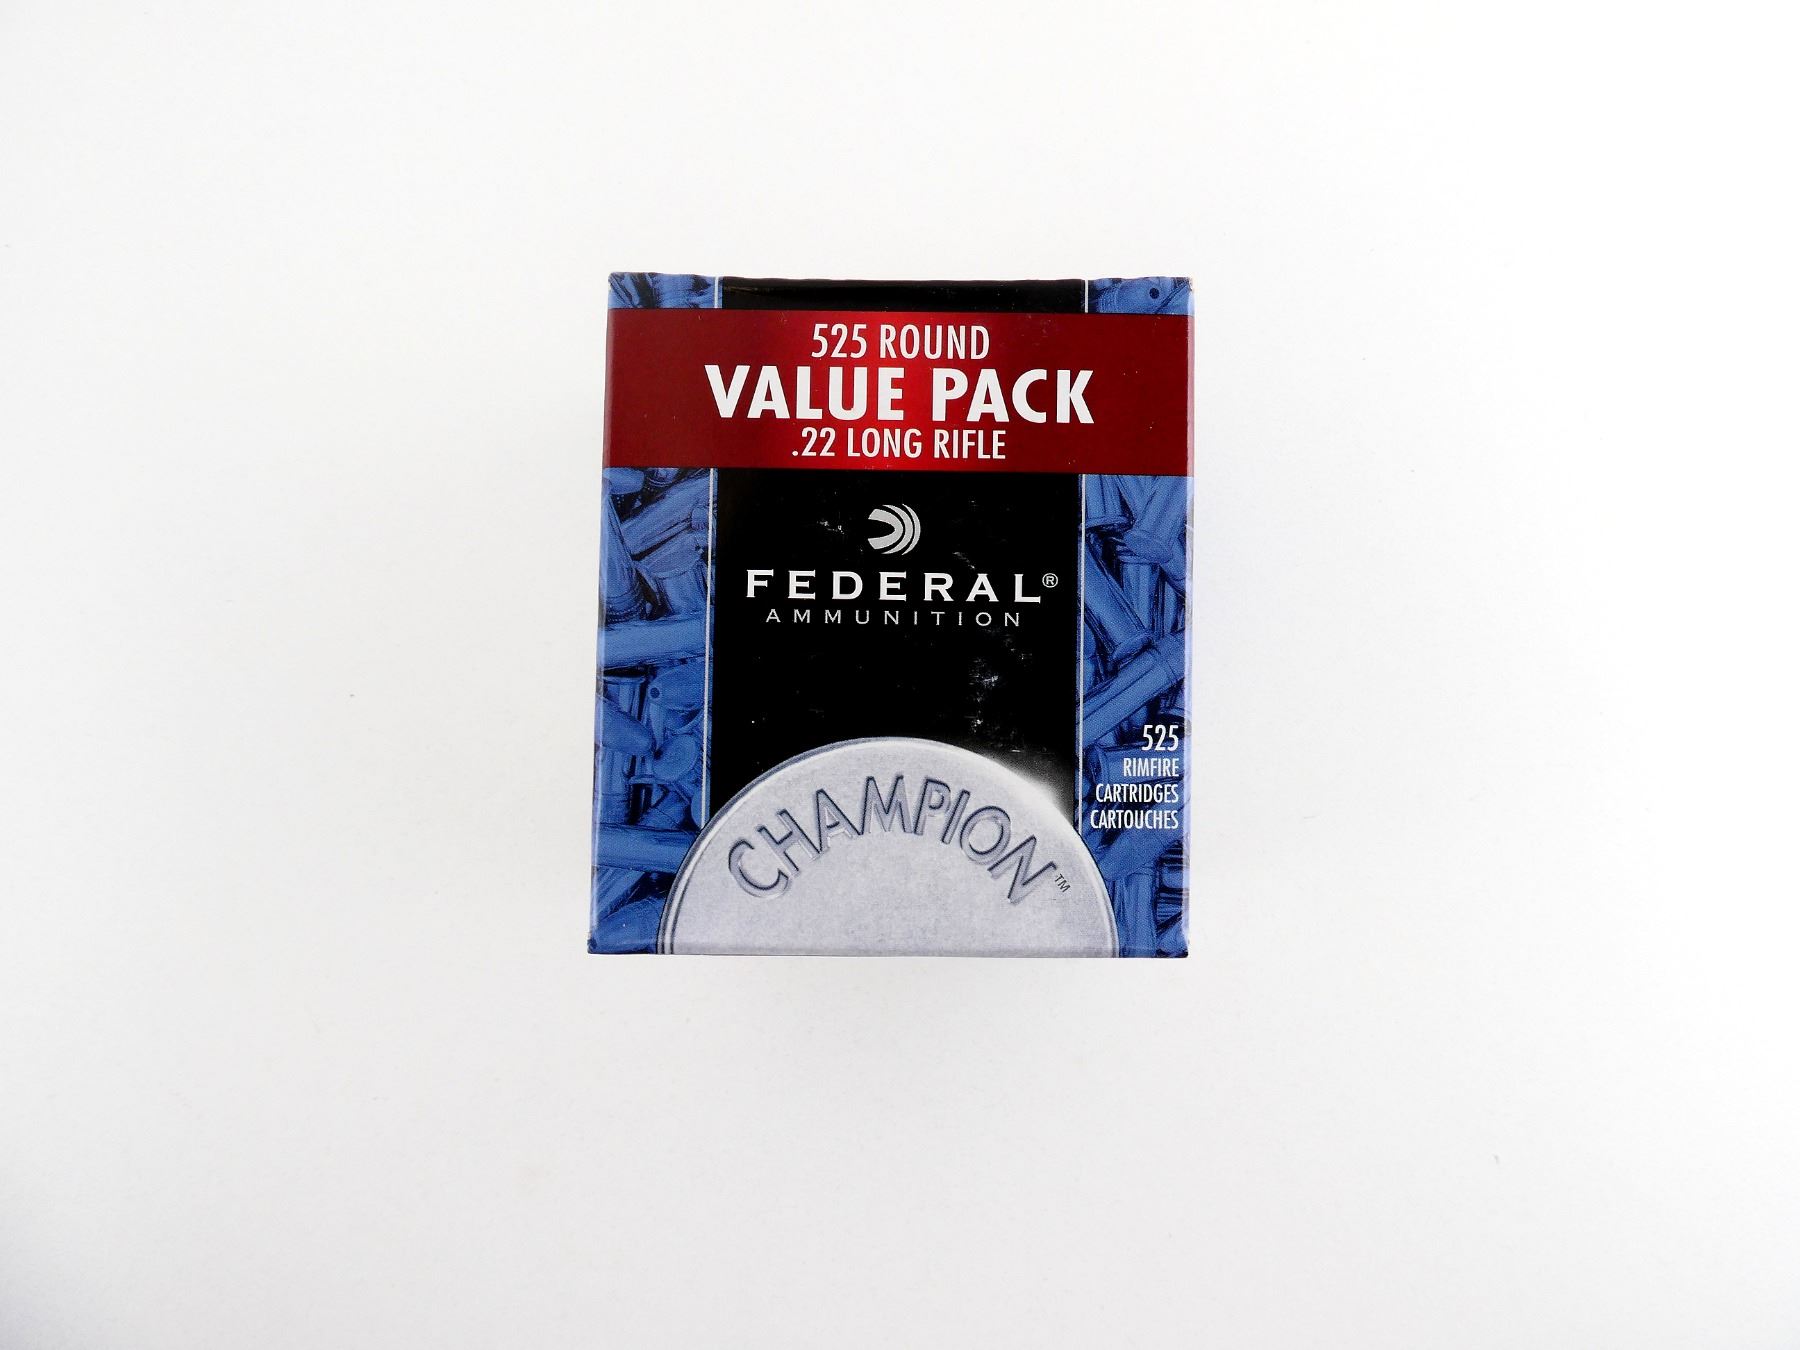 525 ROUND
VALUE PACK
.22 LONG RIFLE
FEDERAL®
AMMUNITION
CHAMPION™
525
RIMFIRE
CARTRIDGES
CARTOUCHES